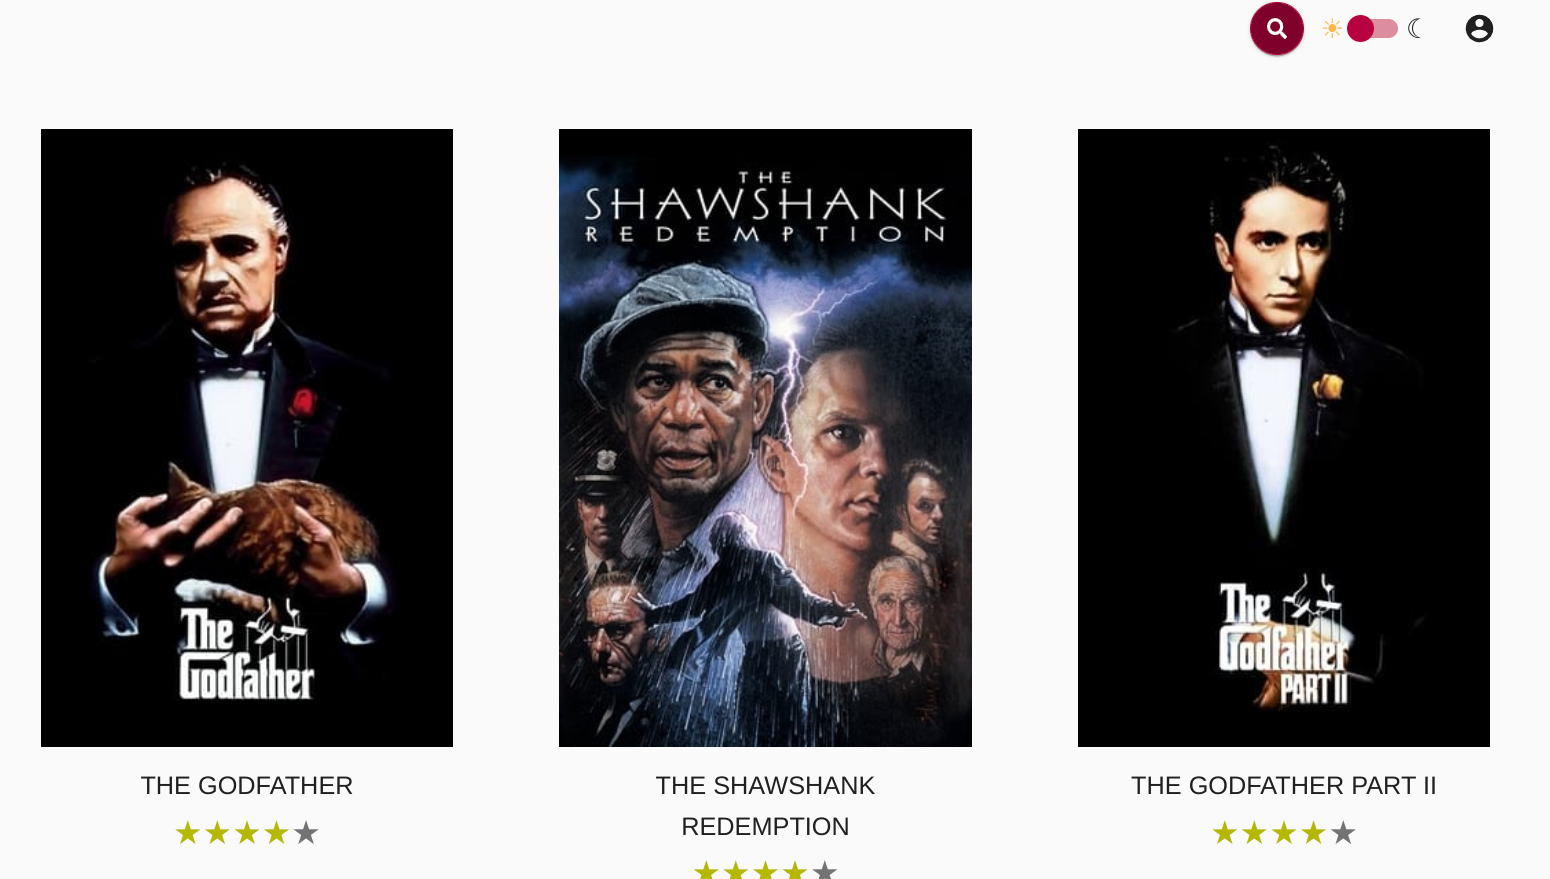 THE
SHAWSHANK
REDEMPTION
The
Godfather
The
Godfather
PART II
THE GODFATHER
THE SHAWSHANK
REDEMPTION
THE GODFATHER PART II